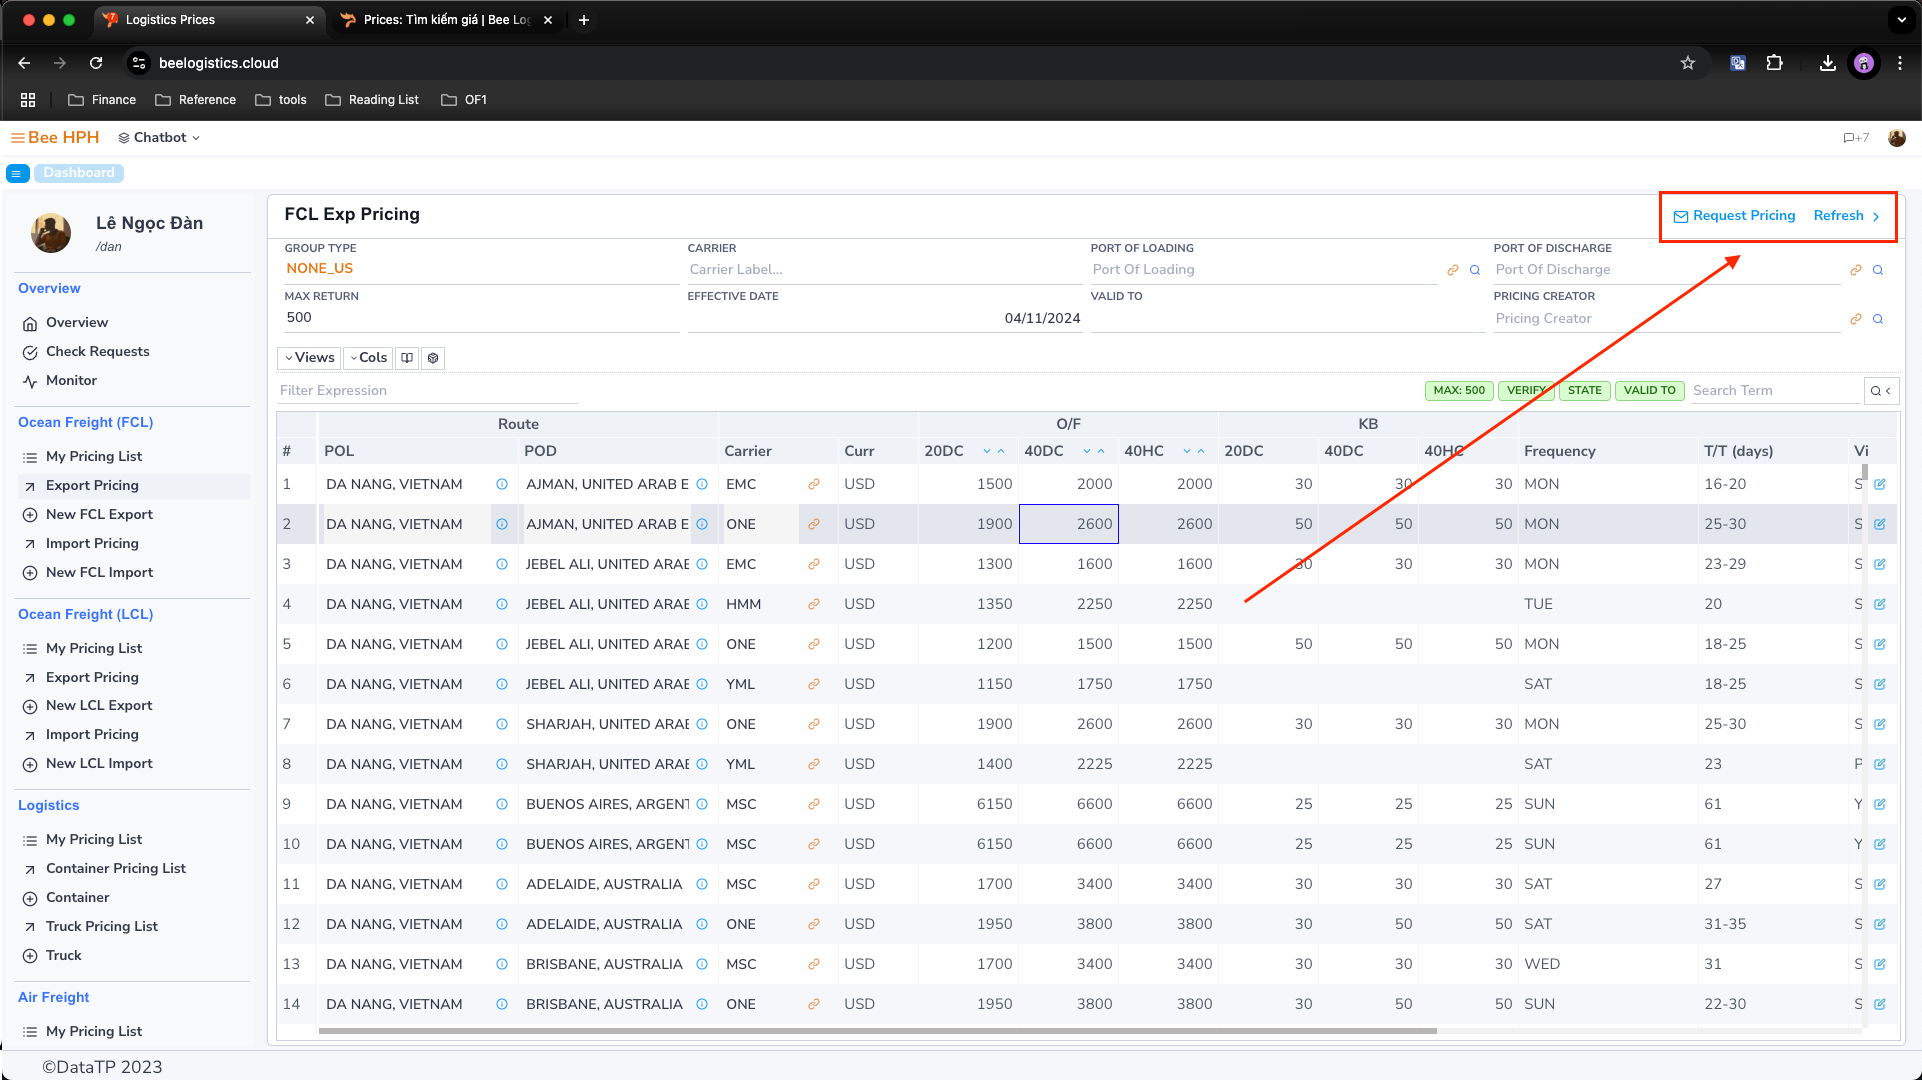 Logistics Prices
Prices: Tìm kiếm giá | Bee Log
beelogistics.cloud
Finance
Reference
tools
Reading List
OF1
Bee HPH
Chatbot
+7
Dashboard
Lê Ngọc Đàn
/dan
Overview
Overview
Check Requests
Monitor
Ocean Freight (FCL)
My Pricing List
Export Pricing
New FCL Export
Import Pricing
New FCL Import
Ocean Freight (LCL)
My Pricing List
Export Pricing
New LCL Export
Import Pricing
New LCL Import
Logistics
My Pricing List
Container Pricing List
Container
Truck Pricing List
Truck
Air Freight
My Pricing List
FCL Exp Pricing
Request Pricing Refresh
GROUP TYPE CARRIER PORT OF LOADING PORT OF DISCHARGE
NONE_US Carrier Label... Port Of Loading Port Of Discharge
MAX RETURN EFFECTIVE DATE VALID TO PRICING CREATOR
500 04/11/2024 Pricing Creator
Views Cols
Filter Expression MAX: 500 VERIFY STATE VALID TO Search Term
Route O/F KB
# POL POD Carrier Curr 20DC 40DC 40HC 20DC 40DC 40HC Frequency T/T (days) Vi
1 DA NANG, VIETNAM AJMAN, UNITED ARAB E EMC USD 1500 2000 2000 30 30 30 MON 16-20 S
2 DA NANG, VIETNAM AJMAN, UNITED ARAB E ONE USD 1900 2600 2600 50 50 50 MON 25-30 S
3 DA NANG, VIETNAM JEBEL ALI, UNITED ARAE EMC USD 1300 1600 1600 30 30 30 MON 23-29 S
4 DA NANG, VIETNAM JEBEL ALI, UNITED ARAE HMM USD 1350 2250 2250 TUE 20 S
5 DA NANG, VIETNAM JEBEL ALI, UNITED ARAE ONE USD 1200 1500 1500 50 50 50 MON 18-25 S
6 DA NANG, VIETNAM JEBEL ALI, UNITED ARAE YML USD 1150 1750 1750 SAT 18-25 S
7 DA NANG, VIETNAM SHARJAH, UNITED ARAE ONE USD 1900 2600 2600 30 30 30 MON 25-30 S
8 DA NANG, VIETNAM SHARJAH, UNITED ARAE YML USD 1400 2225 2225 SAT 23 P
9 DA NANG, VIETNAM BUENOS AIRES, ARGENT MSC USD 6150 6600 6600 25 25 25 SUN 61 Y
10 DA NANG, VIETNAM BUENOS AIRES, ARGENT MSC USD 6150 6600 6600 25 25 25 SUN 61 Y
11 DA NANG, VIETNAM ADELAIDE, AUSTRALIA MSC USD 1700 3400 3400 30 30 30 SAT 27 S
12 DA NANG, VIETNAM ADELAIDE, AUSTRALIA ONE USD 1950 3800 3800 30 50 50 SAT 31-35 S
13 DA NANG, VIETNAM BRISBANE, AUSTRALIA MSC USD 1700 3400 3400 30 30 30 WED 31 S
14 DA NANG, VIETNAM BRISBANE, AUSTRALIA ONE USD 1950 3800 3800 30 50 50 SUN 22-30 S
©DataTP 2023